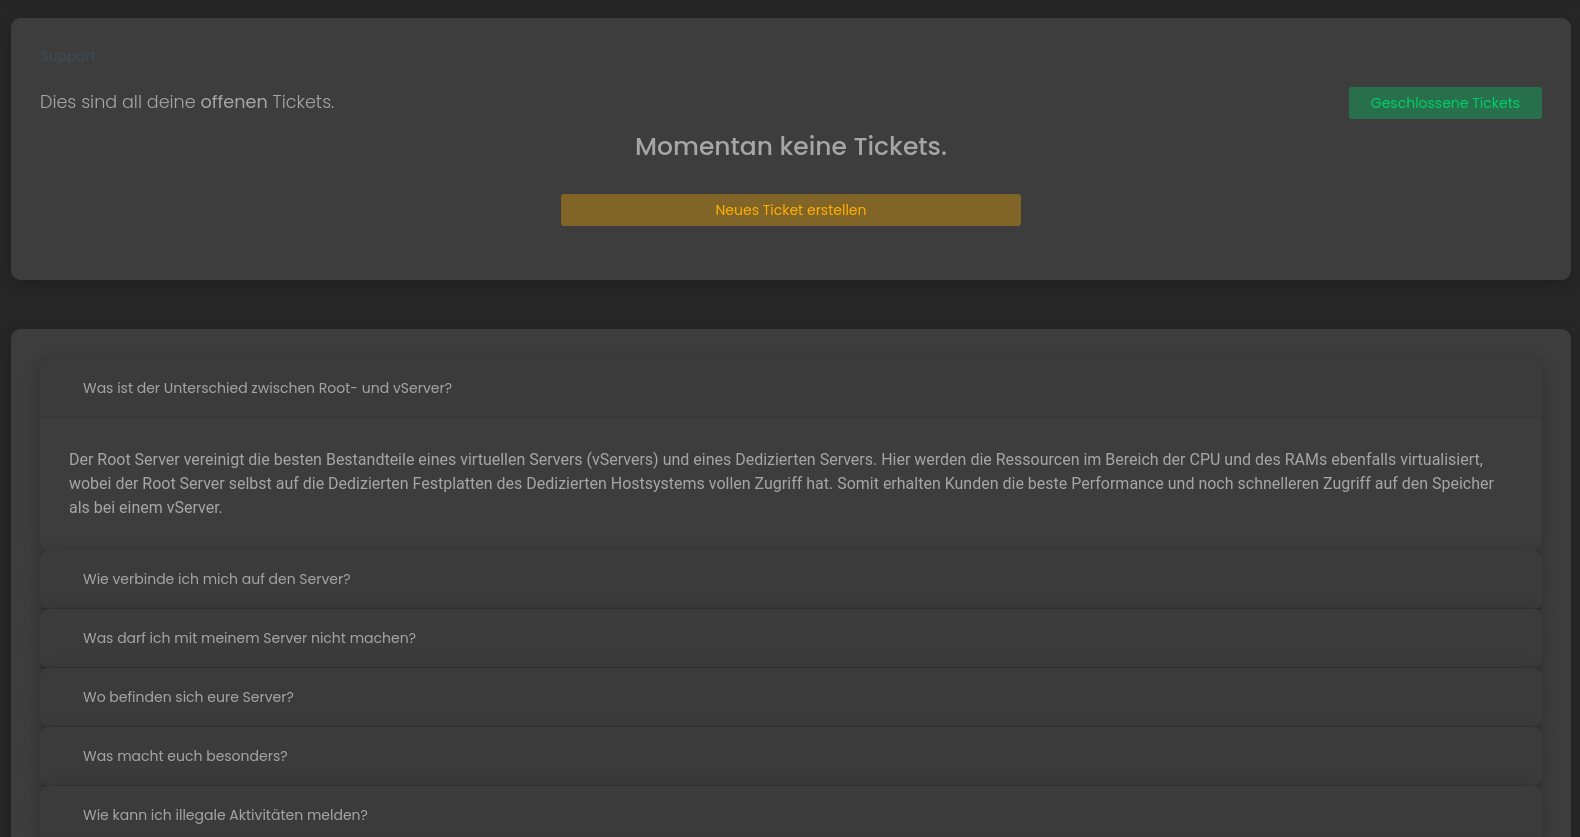 Support
Dies sind all deine offenen Tickets.
Geschlossene Tickets
Momentan keine Tickets.
Neues Ticket erstellen
Was ist der Unterschied zwischen Root- und vServer?
Der Root Server vereinigt die besten Bestandteile eines virtuellen Servers (vServers) und eines Dedizierten Servers. Hier werden die Ressourcen im Bereich der CPU und des RAMs ebenfalls virtualisiert,
wobei der Root Server selbst auf die Dedizierten Festplatten des Dedizierten Hostsystems vollen Zugriff hat. Somit erhalten Kunden die beste Performance und noch schnelleren Zugriff auf den Speicher
als bei einem vServer.
Wie verbinde ich mich auf den Server?
Was darf ich mit meinem Server nicht machen?
Wo befinden sich eure Server?
Was macht euch besonders?
Wie kann ich illegale Aktivitäten melden?